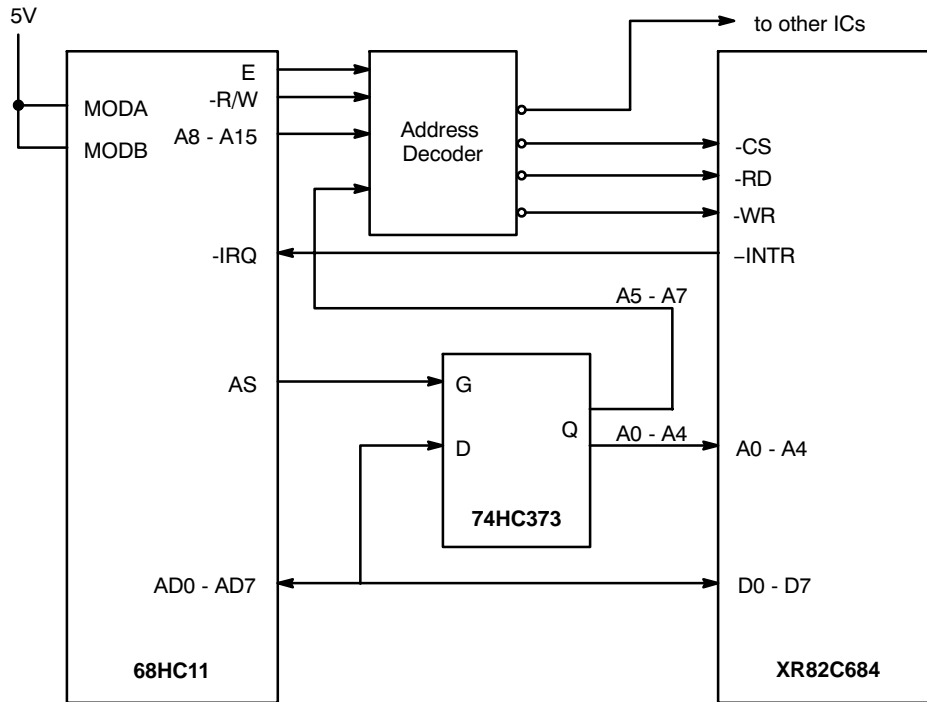 5V
to other ICs
E
-R/W
A8 - A15
MODA
MODB
Address
Decoder
-CS
-RD
-WR
-IRQ
–INTR
A5 - A7
AS
G
D
Q
A0 - A4
A0 - A4
74HC373
AD0 - AD7
D0 - D7
68HC11
XR82C684